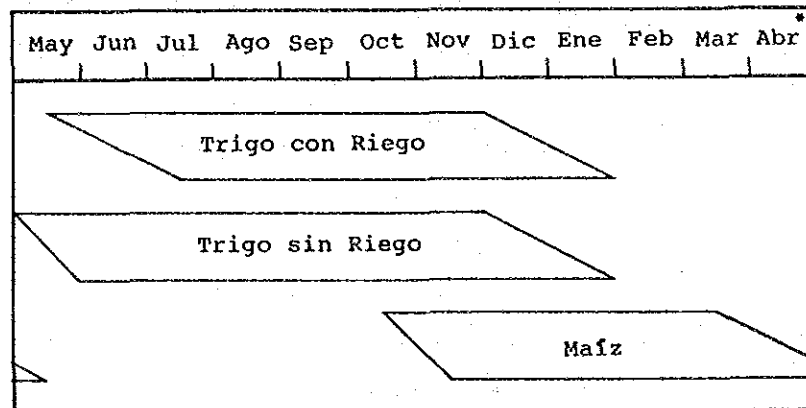 May Jun Jul Ago Sep Oct Nov Dic Ene Feb Mar Abr*
Trigo con Riego
Trigo sin Riego
Maíz